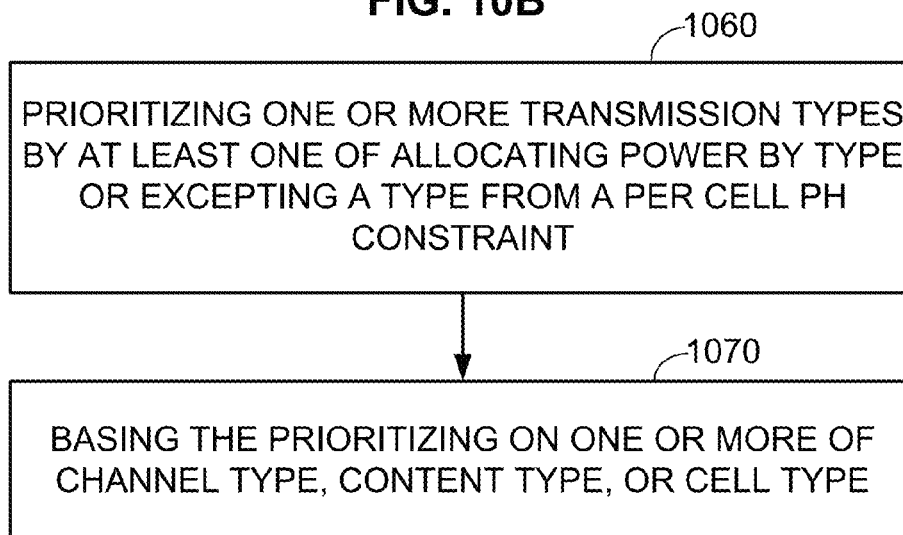 FIG. 10B
1060
PRIORITIZING ONE OR MORE TRANSMISSION TYPES
BY AT LEAST ONE OF ALLOCATING POWER BY TYPE
OR EXCEPTING A TYPE FROM A PER CELL PH
CONSTRAINT
1070
BASING THE PRIORITIZING ON ONE OR MORE OF
CHANNEL TYPE, CONTENT TYPE, OR CELL TYPE